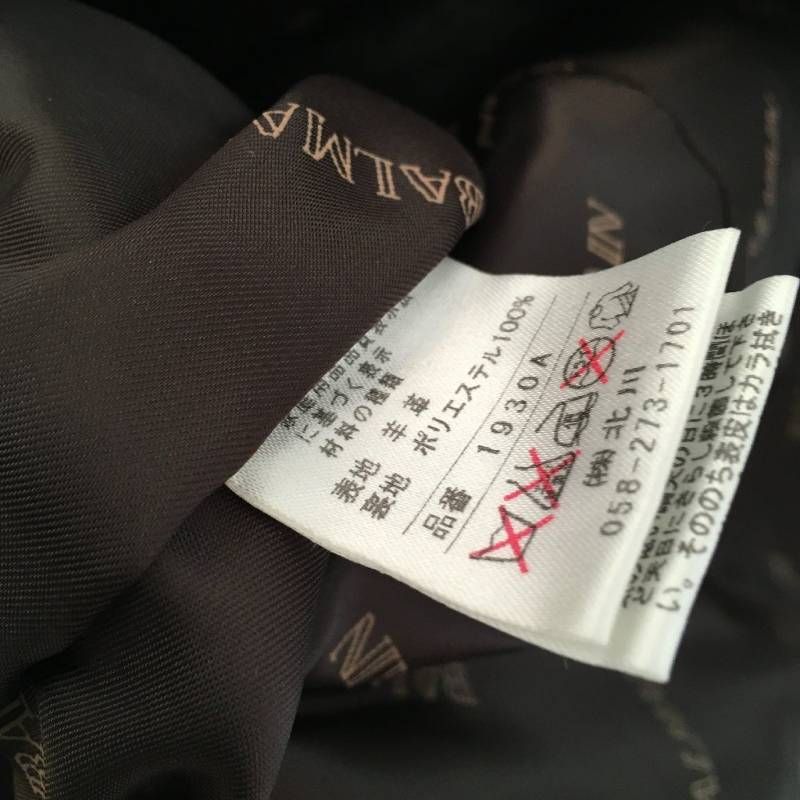 BALMA
に基づく表示
材料の種類
表地 羊革
裏地 ポリエステル100%
品番 1930A
(株)北川
058-273-1701
い。そののち表皮はカラ拭き